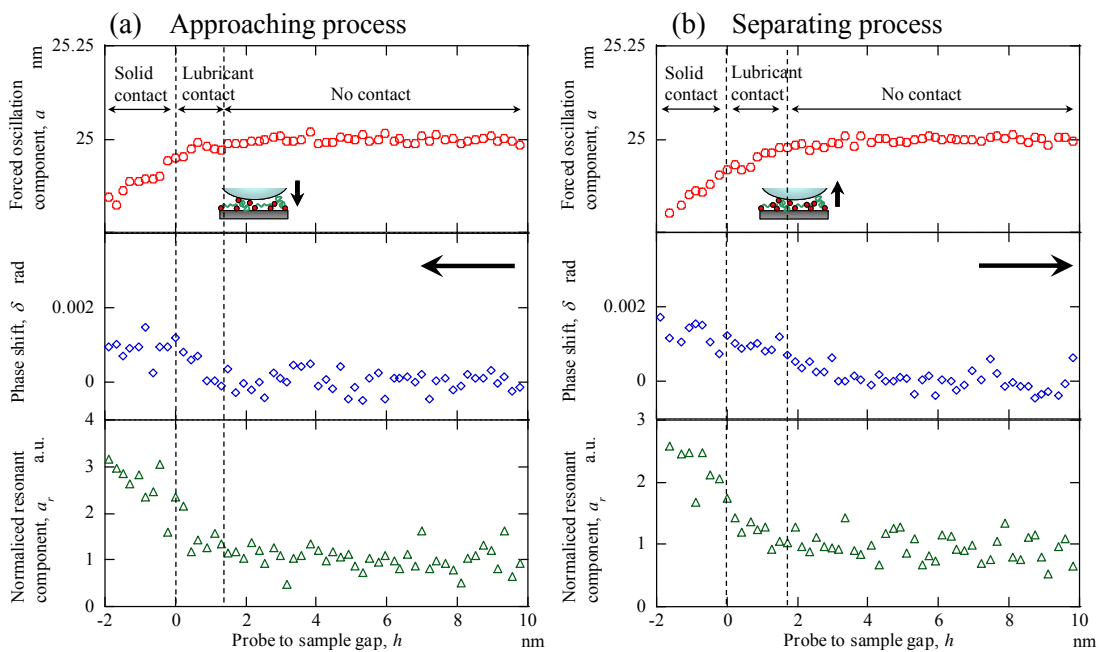 (a) Approaching process
25.25
nm
Forced oscillation
component, a
25
Solid
contact
Lubricant
contact
No contact
Phase shift, δ rad
0.002
0
Normalized resonant
component, a_r a.u.
4
3
2
1
0
-2 0 2 4 6 8 10
Probe to sample gap, h nm
(b) Separating process
25.25
nm
Forced oscillation
component, a
25
Solid
contact
Lubricant
contact
No contact
Phase shift, δ rad
0.002
0
Normaliced resonant
component, a_r a.u.
4
3
2
1
0
-2 0 2 4 6 8 10
Probe to sample gap, h nm